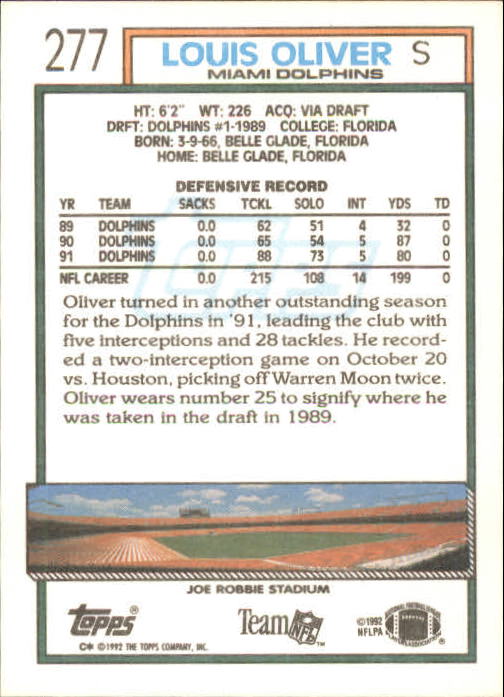 277
LOUIS OLIVER S
MIAMI DOLPHINS
HT: 6'2" WT: 226 ACQ: VIA DRAFT
DRFT: DOLPHINS #1-1989 COLLEGE: FLORIDA
BORN: 3-9-66, BELLE GLADE, FLORIDA
HOME: BELLE GLADE, FLORIDA
DEFENSIVE RECORD
YR TEAM SACKS TCKL SOLO INT YDS TD
89 DOLPHINS 0.0 62 51 4 32 0
90 DOLPHINS 0.0 65 54 5 87 0
91 DOLPHINS 0.0 88 73 5 80 0
NFL CAREER 0.0 215 108 14 199 0
Oliver turned in another outstanding season
for the Dolphins in '91, leading the club with
five interceptions and 28 tackles. He record-
ed a two-interception game on October 20
vs. Houston, picking off Warren Moon twice.
Oliver wears number 25 to signify where he
was taken in the draft in 1989.
JOE ROBBIE STADIUM
TOPPS®
Team NFL™
©1992
NFLPA
C* ©1992 THE TOPPS COMPANY, INC.